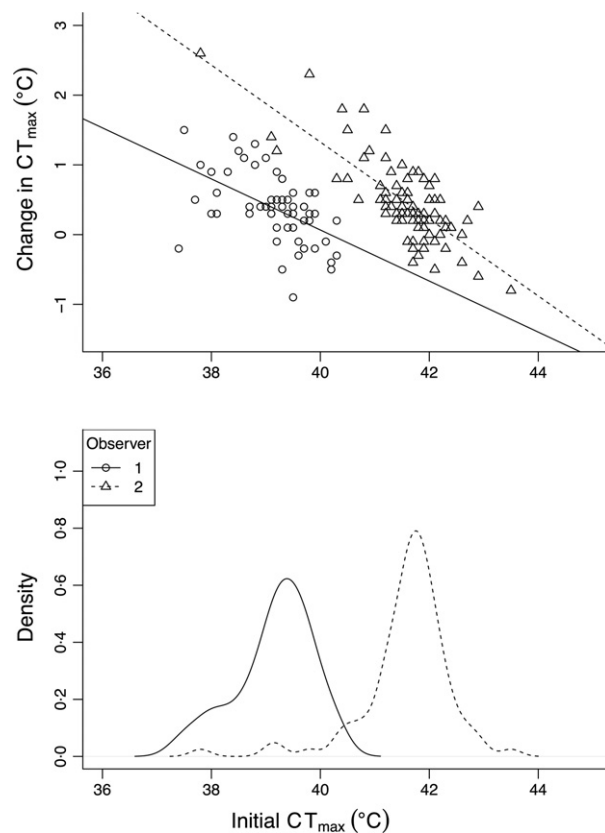 Change in CTmax (°C)
3
2
1
0
−1
36 38 40 42 44
Observer
1
2
Density
1·0
0·8
0·6
0·4
0·2
0·0
36 38 40 42 44
Initial CTmax (°C)